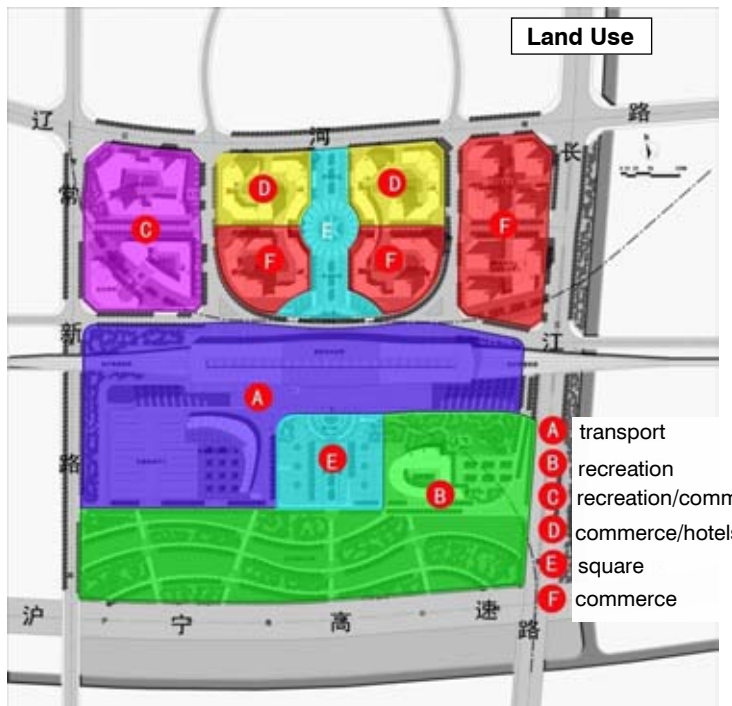 Land Use
辽 河 路
常 新 路
长 江 路
D D
C E F
F F
A
E
B
A transport
B recreation
C recreation/comm
D commerce/hotels
E square
F commerce
沪 宁 高 速